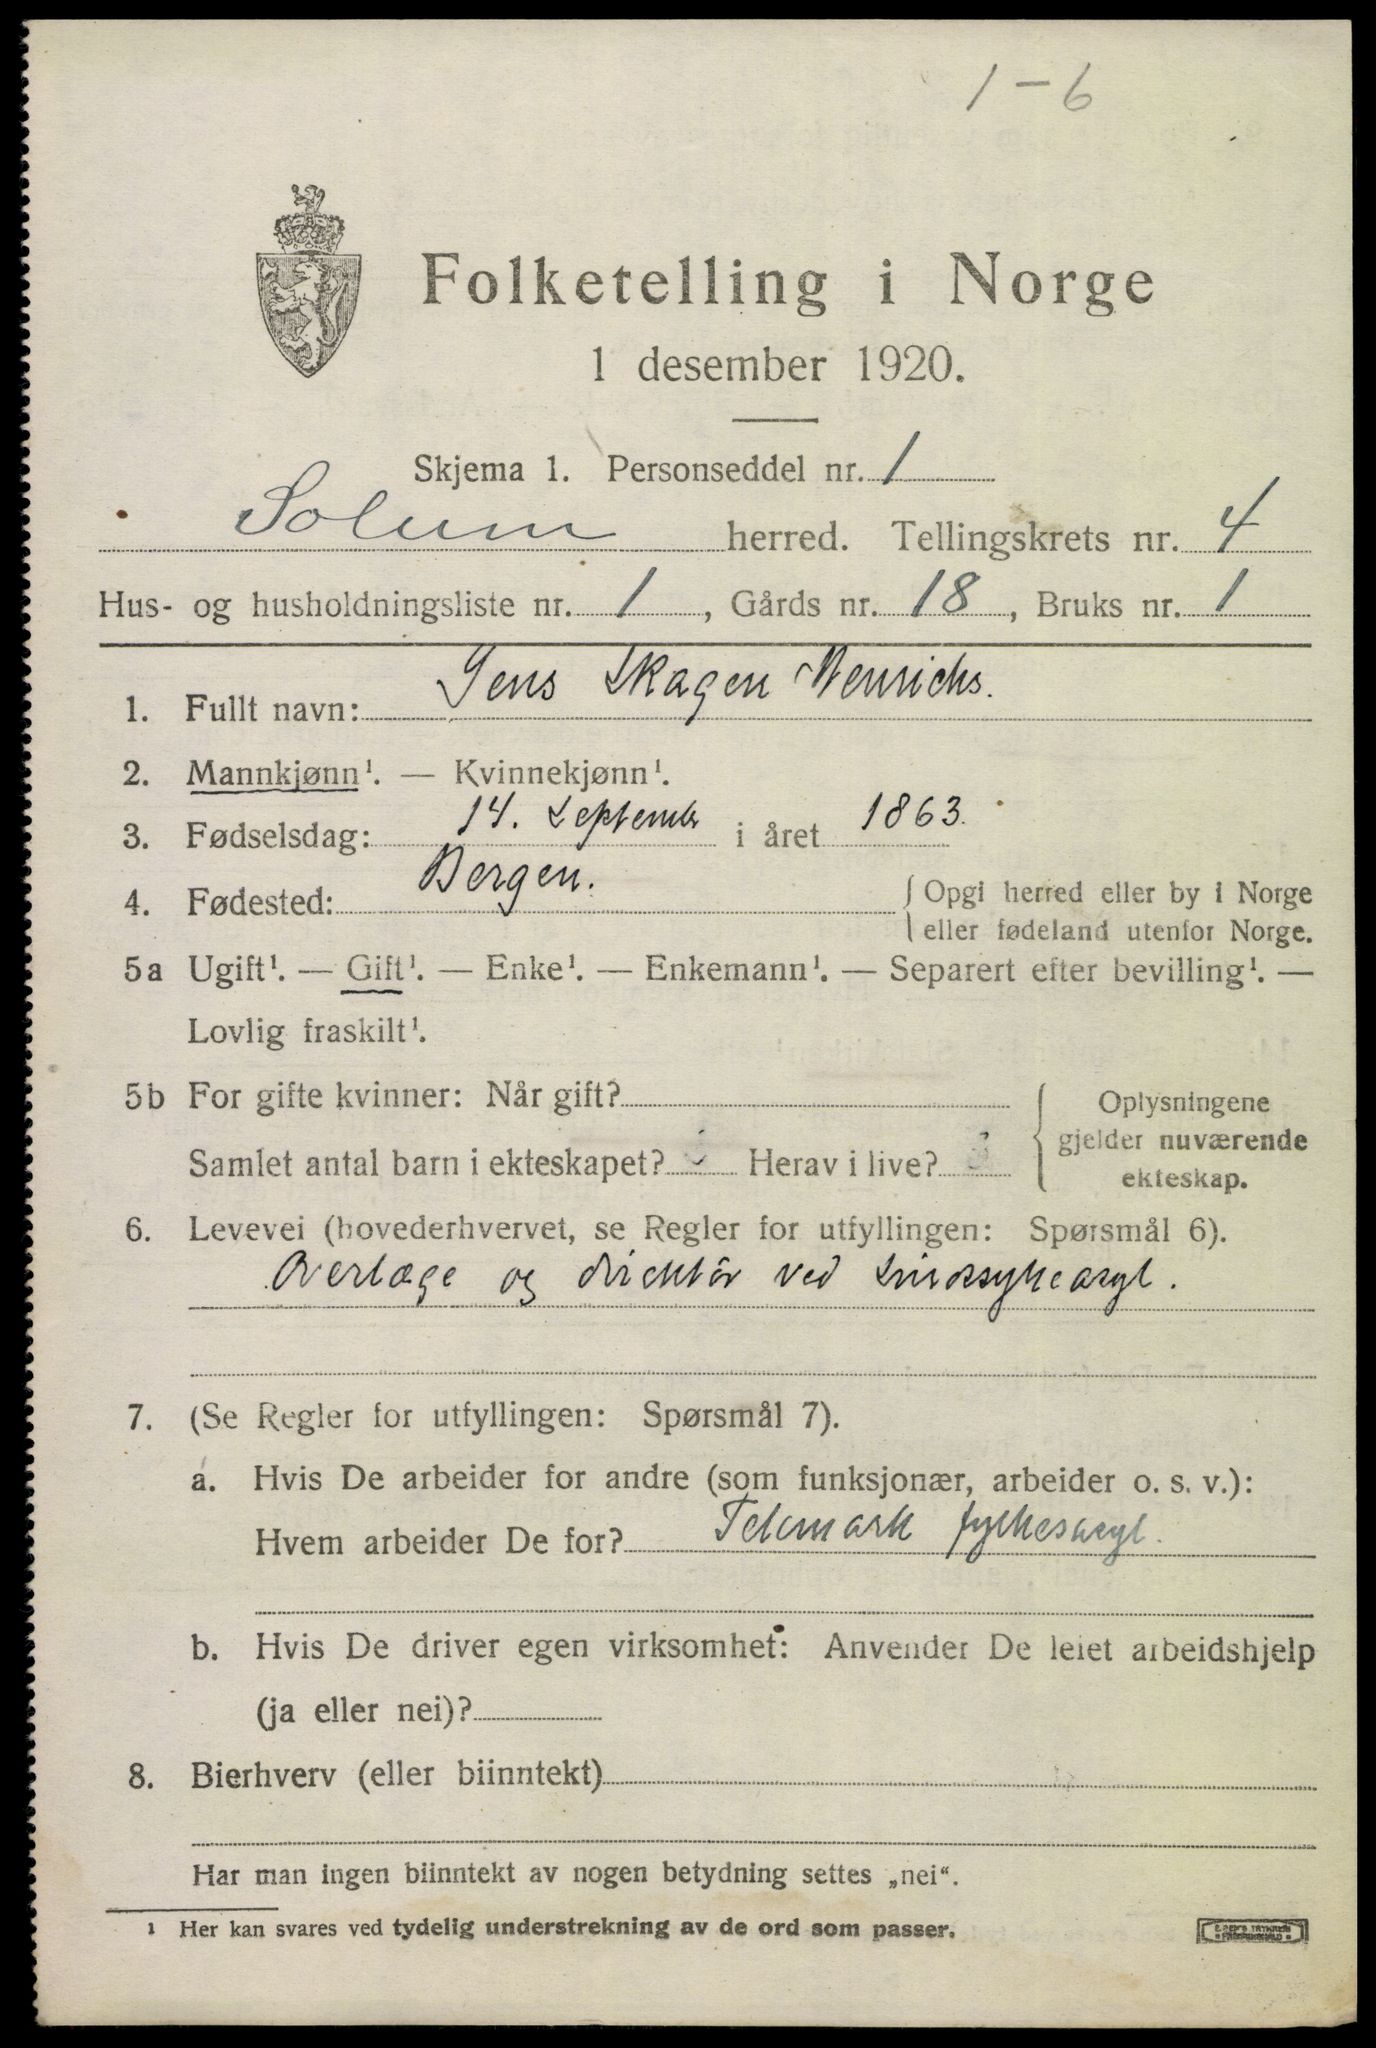 1-6
Folketelling i Norge
1 desember 1920.
Skjema 1. Personseddel nr. 1
Solum herred. Tellingskrets nr. 4
Hus- og husholdningsliste nr. 1, Gårds nr. 18, Bruks nr. 1
1. Fullt navn: Jens Skagen Henrichs.
2. Mannkjønn¹. — Kvinnekjønn¹.
3. Fødselsdag: 14. September i året 1863.
4. Fødested: Bergen. { Opgi herred eller by i Norge
eller fødeland utenfor Norge.
5a Ugift¹. — Gift¹. — Enke¹. — Enkemann¹. — Separert efter bevilling¹. —
Lovlig fraskilt¹.
5b For gifte kvinner: Når gift?
Samlet antal barn i ekteskapet? Herav i live? 3
Oplysningene
gjelder nuværende
ekteskap.
6. Levevei (hovederhvervet, se Regler for utfyllingen: Spørsmål 6).
Overlæge og direktör ved sindssykeasyl.
7. (Se Regler for utfyllingen: Spørsmål 7).
a. Hvis De arbeider for andre (som funksjonær, arbeider o. s. v.):
Hvem arbeider De for? Telemark fylkesasyl.
b. Hvis De driver egen virksomhet: Anvender De leiet arbeidshjelp
(ja eller nei)?
8. Bierhverv (eller biinntekt)
Har man ingen biinntekt av nogen betydning settes „nei“.
¹ Her kan svares ved tydelig understrekning av de ord som passer.